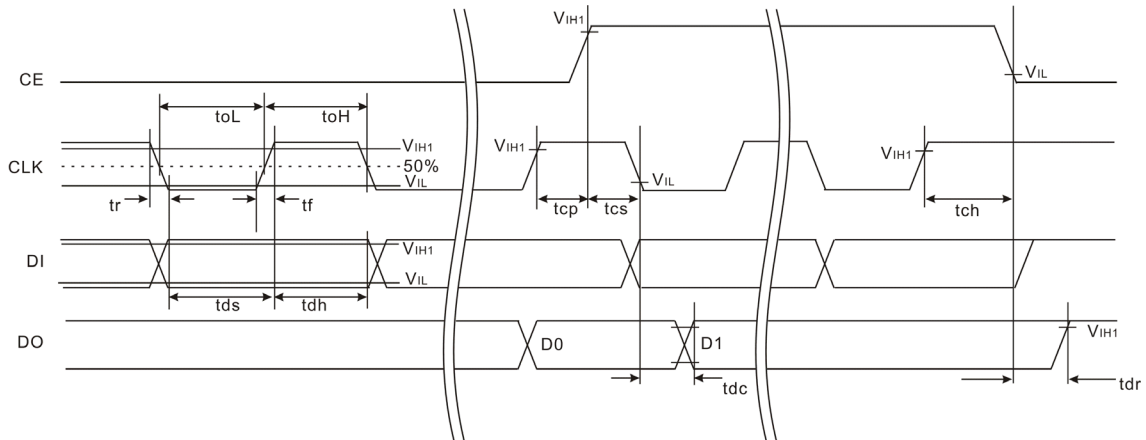 VIH1
CE
VIL
toL
toH
CLK
VIH1
50%
VIL
VIH1
VIL
VIH1
tr
tf
tcp
tcs
tch
DI
VIH1
VIL
tds
tdh
DO
D0
D1
VIH1
tdc
tdr